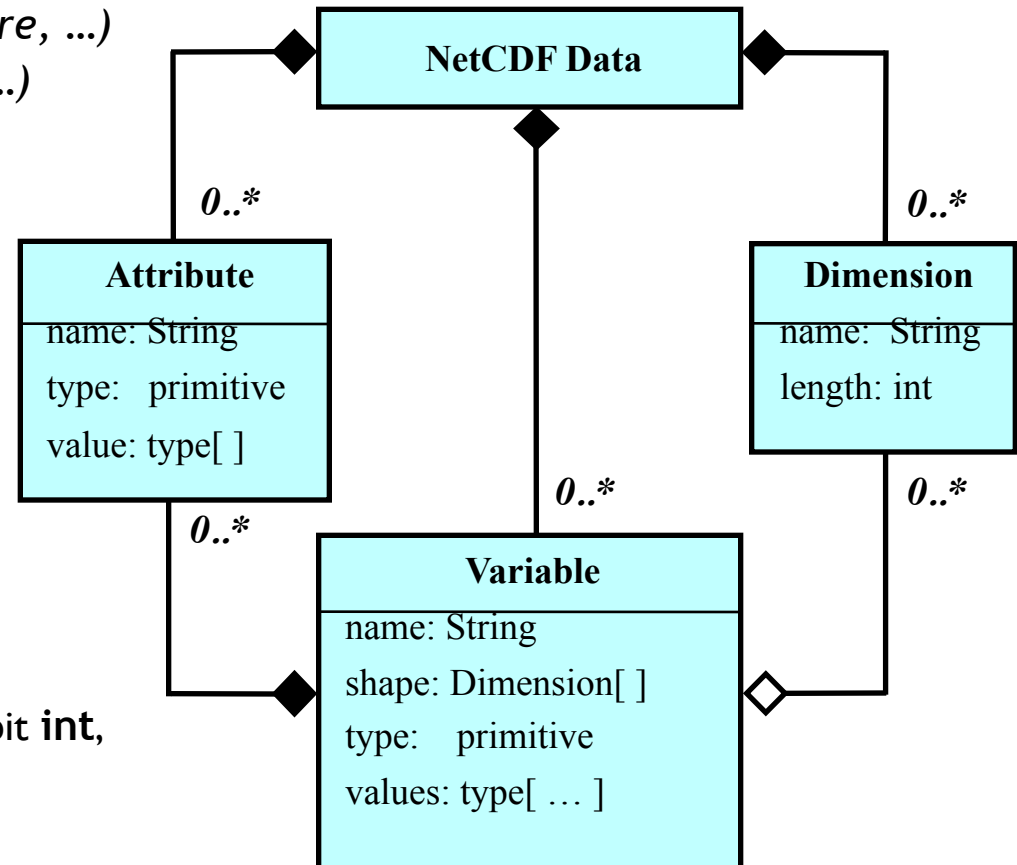 re, …)
..)
NetCDF Data
0..*
0..*
Attribute
name: String
type: primitive
value: type[ ]
Dimension
name: String
length: int
0..*
0..*
0..*
Variable
name: String
shape: Dimension[ ]
type: primitive
values: type[ … ]
bit int,